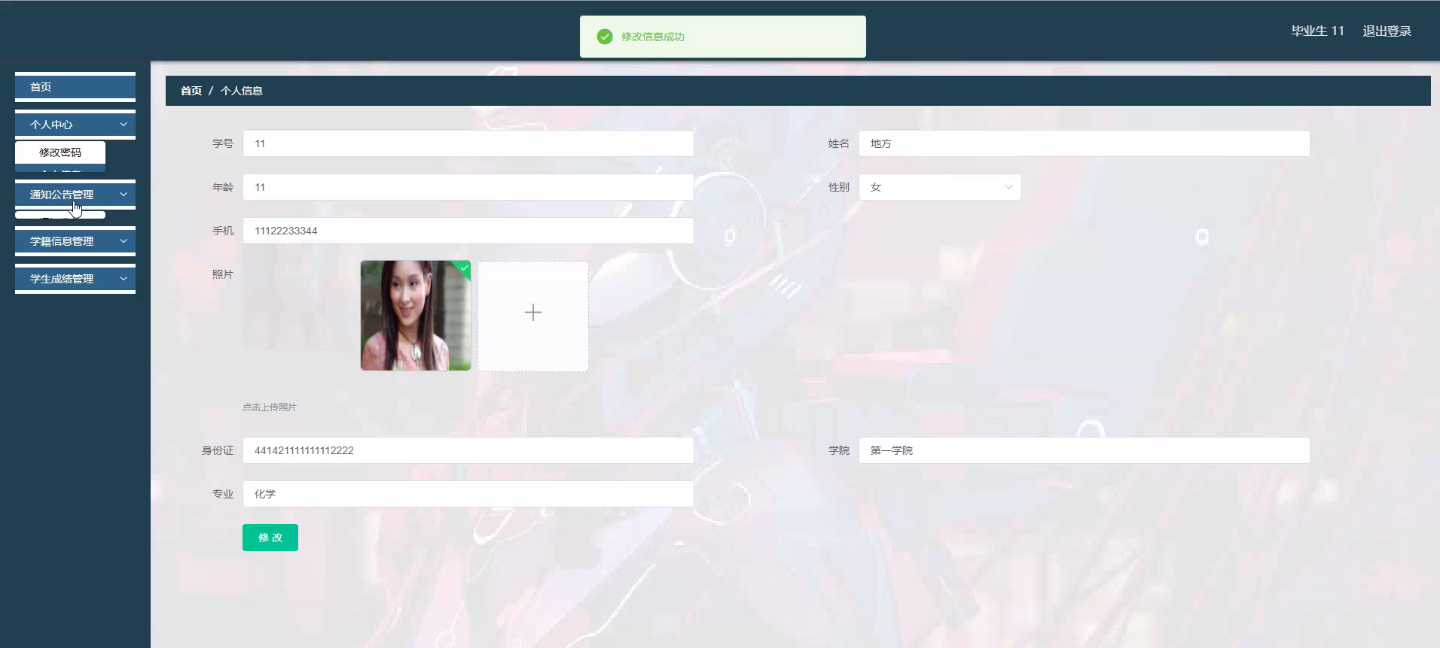 修改信息成功
毕业生 11 退出登录
首页
个人中心
修改密码
通知公告管理
学籍信息管理
学生成绩管理
首页 / 个人信息
学号 11
姓名 地方
年龄 11
性别 女
手机 11122233344
照片
点击上传照片
身份证 441421111111112222
学院 第一学院
专业 化学
修改